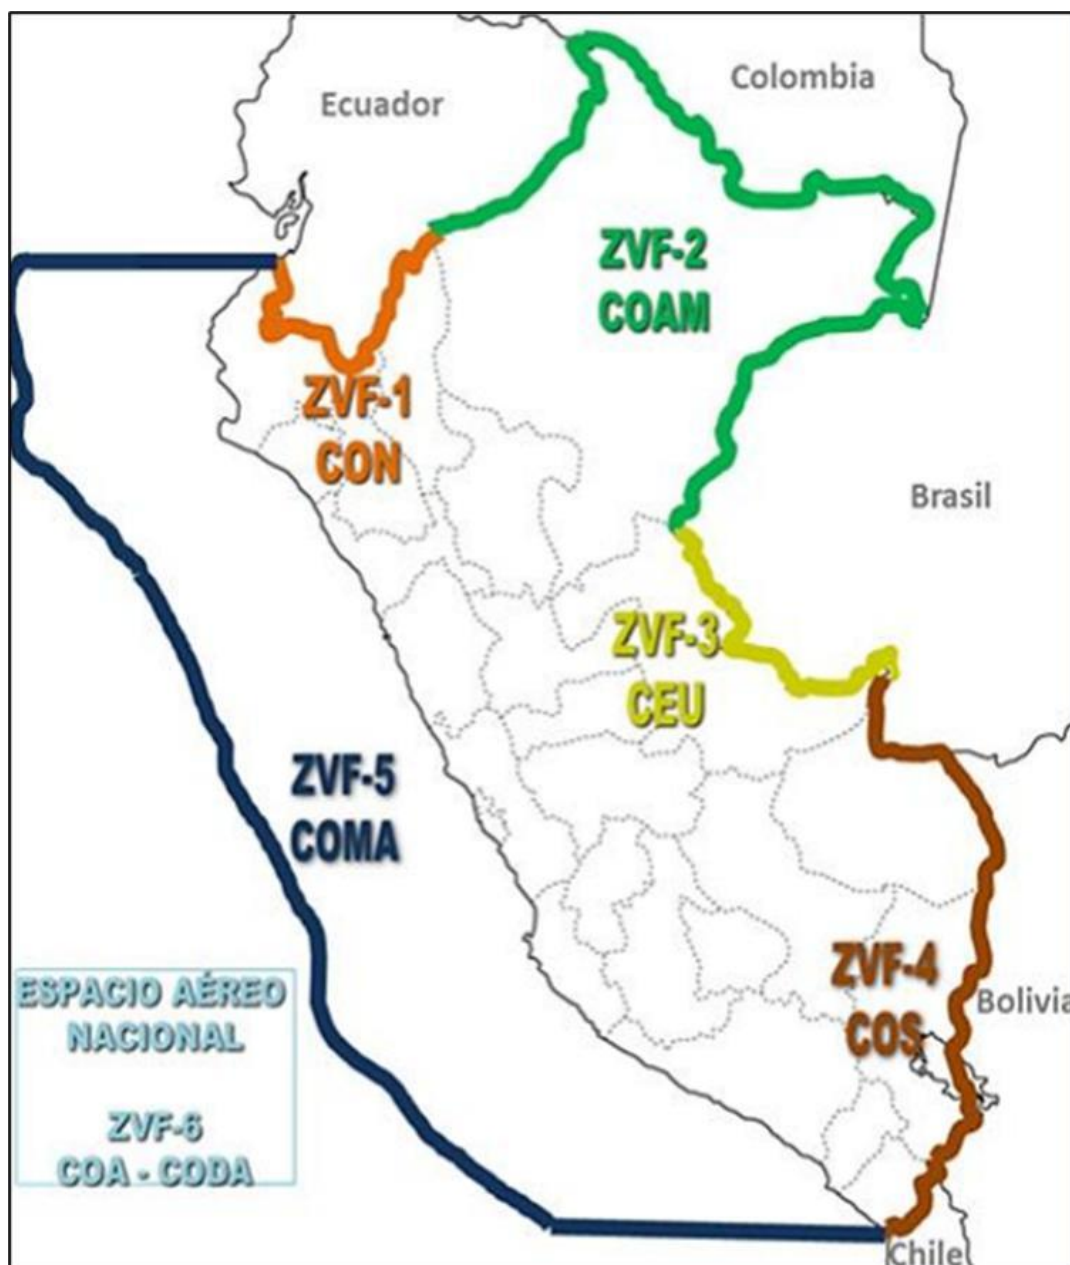 Colombia
Ecuador
ZVF-2
COAM
ZVF-1
CON
Brasil
ZVF-3
CEU
ZVF-5
COMA
ZVF-4
COS
ESPACIO AÉREO
NACIONAL
ZVF-6
COA - CODA
Bolivia
Chile